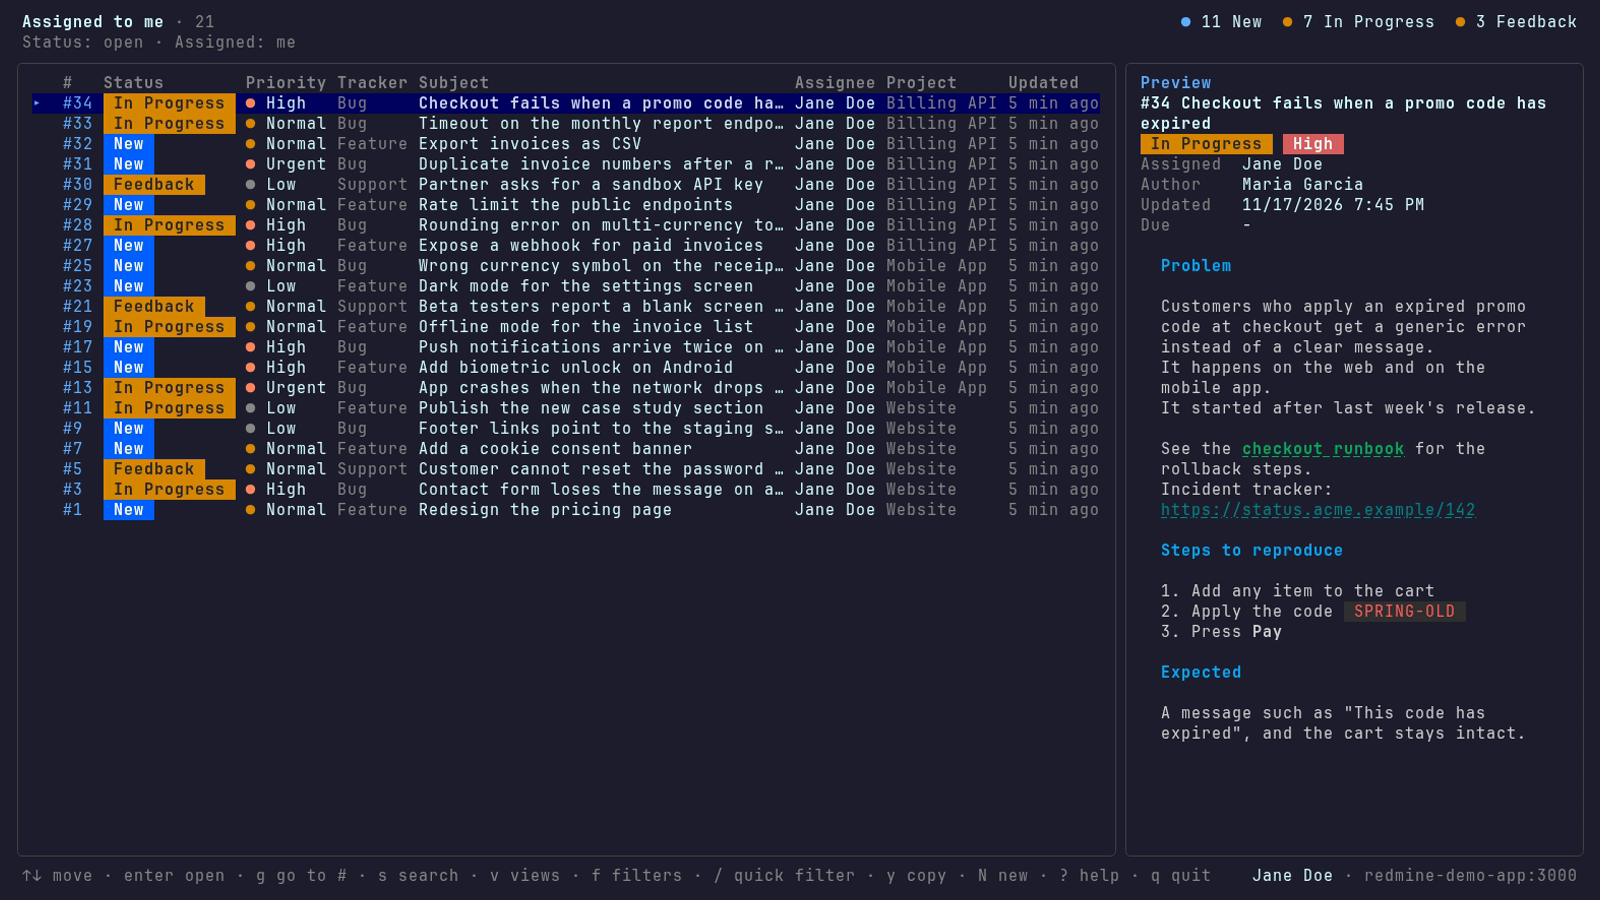 Assigned to me · 21
● 11 New ● 7 In Progress ● 3 Feedback
Status: open · Assigned: me
# Status Priority Tracker Subject Assignee Project Updated
▸ #34 In Progress ● High Bug Checkout fails when a promo code ha… Jane Doe Billing API 5 min ago
#33 In Progress ● Normal Bug Timeout on the monthly report endpo… Jane Doe Billing API 5 min ago
#32 New ● Normal Feature Export invoices as CSV Jane Doe Billing API 5 min ago
#31 New ● Urgent Bug Duplicate invoice numbers after a r… Jane Doe Billing API 5 min ago
#30 Feedback ● Low Support Partner asks for a sandbox API key Jane Doe Billing API 5 min ago
#29 New ● Normal Feature Rate limit the public endpoints Jane Doe Billing API 5 min ago
#28 In Progress ● High Bug Rounding error on multi-currency to… Jane Doe Billing API 5 min ago
#27 New ● High Feature Expose a webhook for paid invoices Jane Doe Billing API 5 min ago
#25 New ● Normal Bug Wrong currency symbol on the receip… Jane Doe Mobile App 5 min ago
#23 New ● Low Feature Dark mode for the settings screen Jane Doe Mobile App 5 min ago
#21 Feedback ● Normal Support Beta testers report a blank screen … Jane Doe Mobile App 5 min ago
#19 In Progress ● Normal Feature Offline mode for the invoice list Jane Doe Mobile App 5 min ago
#17 New ● High Bug Push notifications arrive twice on … Jane Doe Mobile App 5 min ago
#15 New ● High Feature Add biometric unlock on Android Jane Doe Mobile App 5 min ago
#13 In Progress ● Urgent Bug App crashes when the network drops … Jane Doe Mobile App 5 min ago
#11 In Progress ● Low Feature Publish the new case study section Jane Doe Website 5 min ago
#9 New ● Low Bug Footer links point to the staging s… Jane Doe Website 5 min ago
#7 New ● Normal Feature Add a cookie consent banner Jane Doe Website 5 min ago
#5 Feedback ● Normal Support Customer cannot reset the password … Jane Doe Website 5 min ago
#3 In Progress ● High Bug Contact form loses the message on a… Jane Doe Website 5 min ago
#1 New ● Normal Feature Redesign the pricing page Jane Doe Website 5 min ago
Preview
#34 Checkout fails when a promo code has
expired
In Progress High
Assigned Jane Doe
Author Maria Garcia
Updated 11/17/2026 7:45 PM
Due -
Problem
Customers who apply an expired promo
code at checkout get a generic error
instead of a clear message.
It happens on the web and on the
mobile app.
It started after last week's release.
See the checkout runbook for the
rollback steps.
Incident tracker:
https://status.acme.example/142
Steps to reproduce
1. Add any item to the cart
2. Apply the code SPRING-OLD
3. Press Pay
Expected
A message such as "This code has
expired", and the cart stays intact.
↑↓ move · enter open · g go to # · s search · v views · f filters · / quick filter · y copy · N new · ? help · q quit
Jane Doe · redmine-demo-app:3000